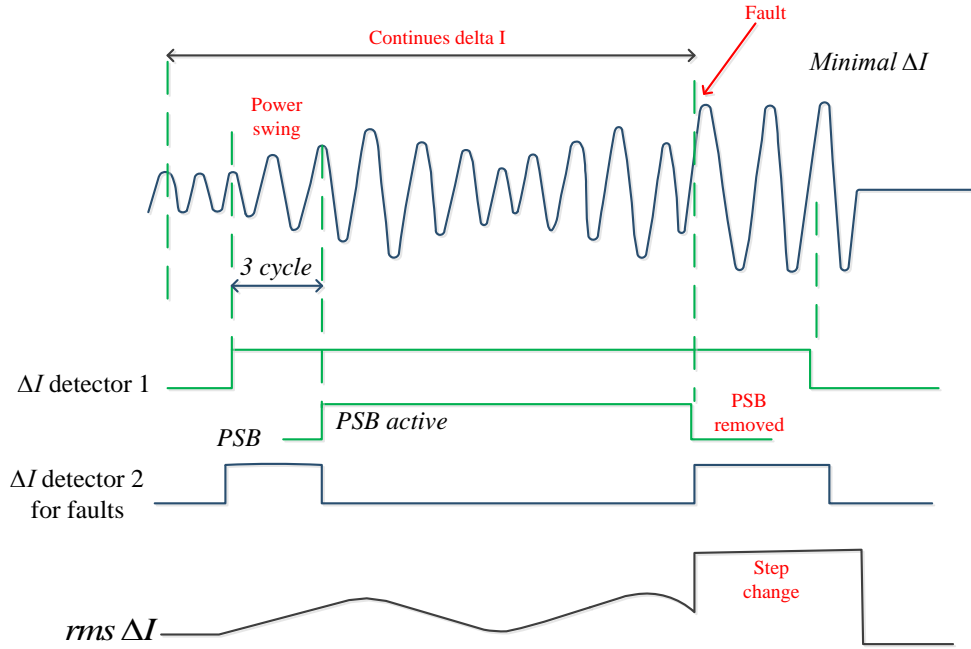 Fault
Continues delta I
Minimal ΔI
Power
swing
3 cycle
ΔI detector 1
PSB
PSB active
PSB
removed
ΔI detector 2
for faults
Step
change
rms ΔI